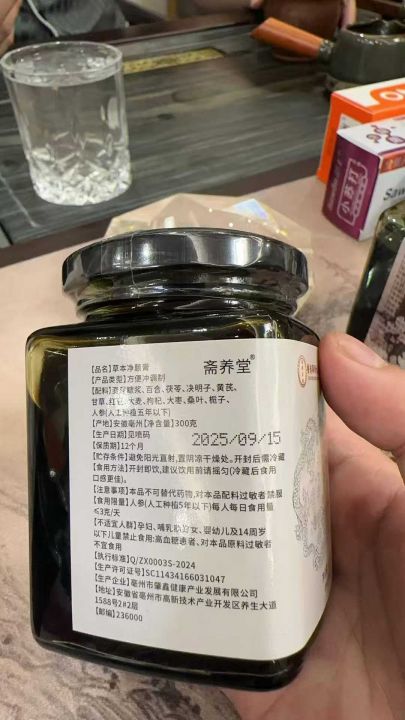 斋养堂®
【品名】草本净颜膏
【产品类型】方便冲调剂
【配料】麦芽糖浆、百合、茯苓、决明子、黄芪、
甘草、红豆、大麦、枸杞、大枣、桑叶、栀子、
人参(人工种植五年以下)
【产地】安徽亳州【净含量】300克
【生产日期】见喷码
2025/09/15
【保质期】12个月
【贮存条件】避免阳光直射,置阴凉干燥处。开封后需冷藏
【食用方法】开封即饮,建议饮用前请摇匀(冷藏后食用
口感更佳)。
【注意事项】本品不可替代药物,对本品配料过敏者禁服
【食用限量】人参(人工种植5年以下)每人每日食用量
≤3克/天
【不适宜人群】孕妇、哺乳期妇女、婴幼儿及14周岁
以下儿童禁止食用;高血糖患者、对本品原料过敏者
不宜食用
【执行标准】Q/ZX0003S-2024
【生产许可证号】SC11434166031047
【生产企业】亳州市肇鑫健康产业发展有限公司
【地址】安徽省亳州市高新技术产业开发区养生大道
1588号2#2层
【邮编】236000
小苏打